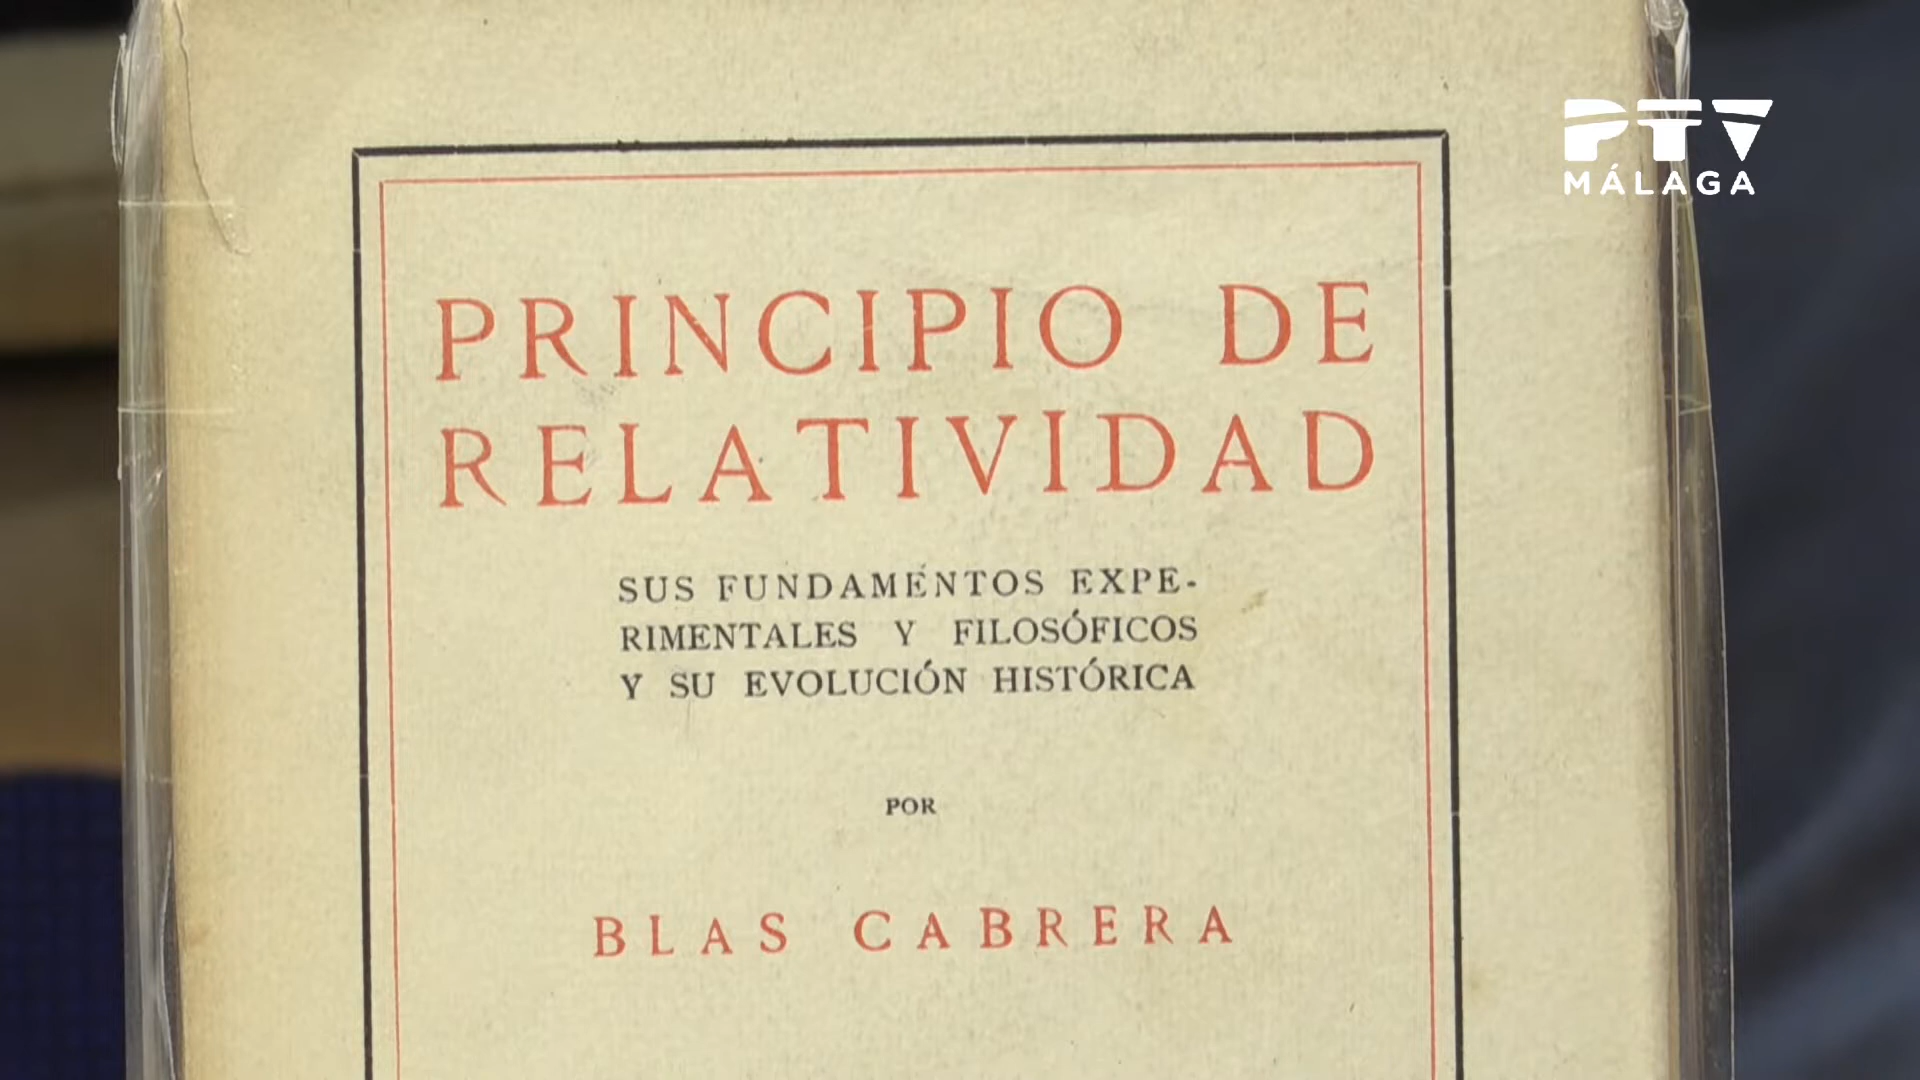 PTV
MÁLAGA
PRINCIPIO DE
RELATIVIDAD
SUS FUNDAMENTOS EXPE-
RIMENTALES Y FILOSÓFICOS
Y SU EVOLUCIÓN HISTÓRICA
POR
BLAS CABRERA